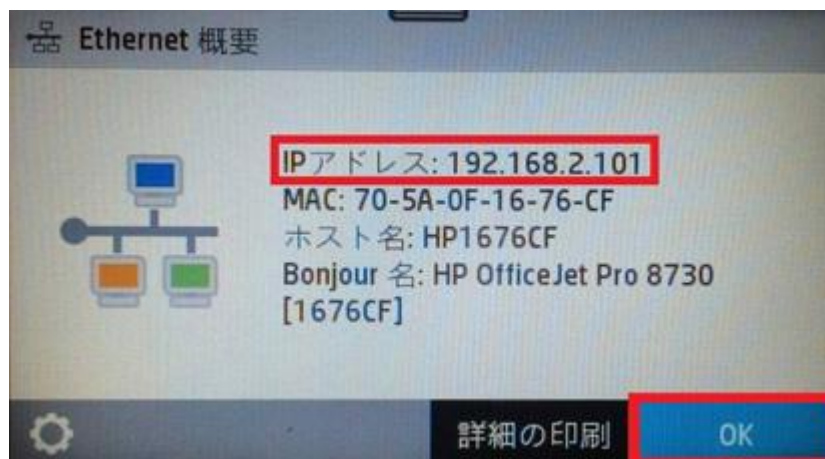 Ethernet 概要
IPアドレス: 192.168.2.101
MAC: 70-5A-0F-16-76-CF
ホスト名: HP1676CF
Bonjour 名: HP OfficeJet Pro 8730
[1676CF]
詳細の印刷
OK